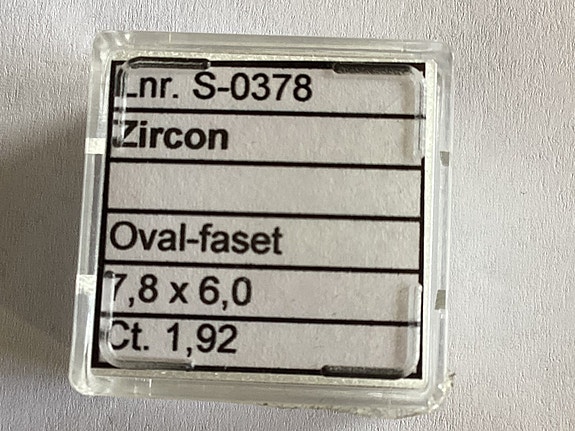 Lnr. S-0378
Zircon
Oval-faset
7,8 x 6,0
Ct. 1,92